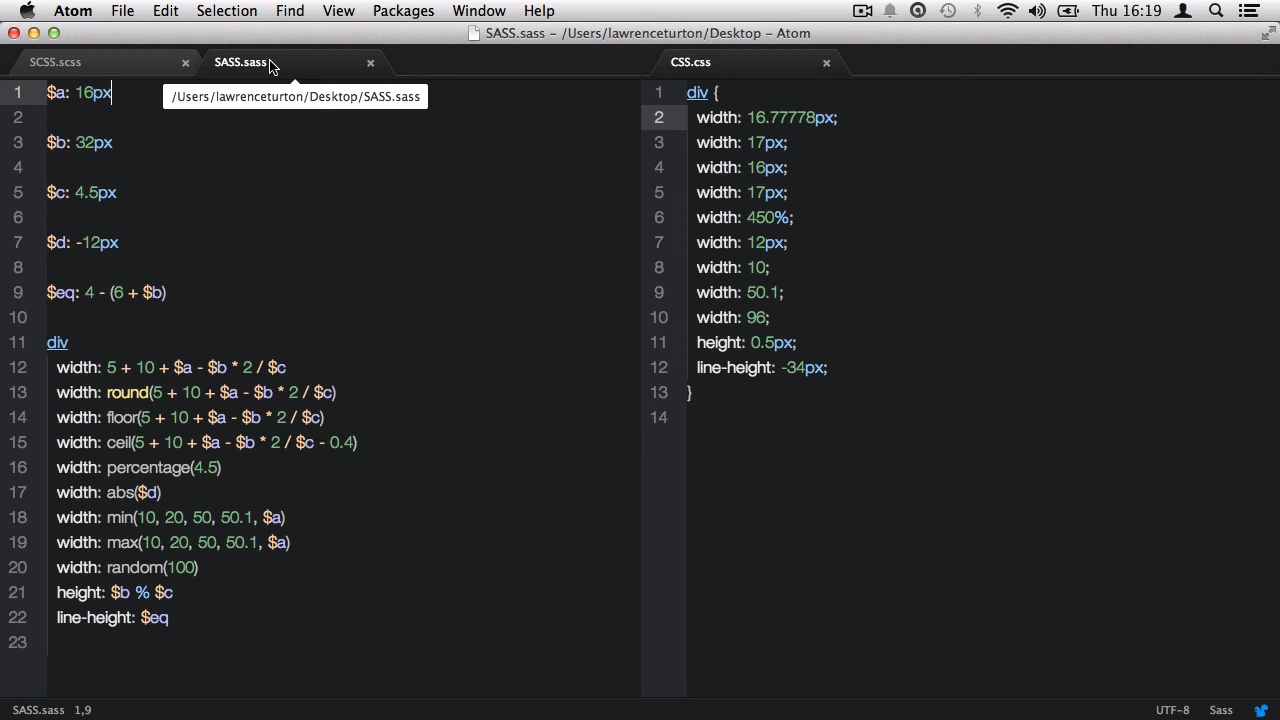 Atom File Edit Selection Find View Packages Window Help Thu 16:19
SASS.sass – /Users/lawrenceturton/Desktop – Atom
SCSS.scss SASS.sass CSS.css
/Users/lawrenceturton/Desktop/SASS.sass
1 $a: 16px
2
3 $b: 32px
4
5 $c: 4.5px
6
7 $d: -12px
8
9 $eq: 4 - (6 + $b)
10
11 div
12 width: 5 + 10 + $a - $b * 2 / $c
13 width: round(5 + 10 + $a - $b * 2 / $c)
14 width: floor(5 + 10 + $a - $b * 2 / $c)
15 width: ceil(5 + 10 + $a - $b * 2 / $c - 0.4)
16 width: percentage(4.5)
17 width: abs($d)
18 width: min(10, 20, 50, 50.1, $a)
19 width: max(10, 20, 50, 50.1, $a)
20 width: random(100)
21 height: $b % $c
22 line-height: $eq
23
1 div {
2 width: 16.77778px;
3 width: 17px;
4 width: 16px;
5 width: 17px;
6 width: 450%;
7 width: 12px;
8 width: 10;
9 width: 50.1;
10 width: 96;
11 height: 0.5px;
12 line-height: -34px;
13 }
14
SASS.sass 1,9 UTF-8 Sass